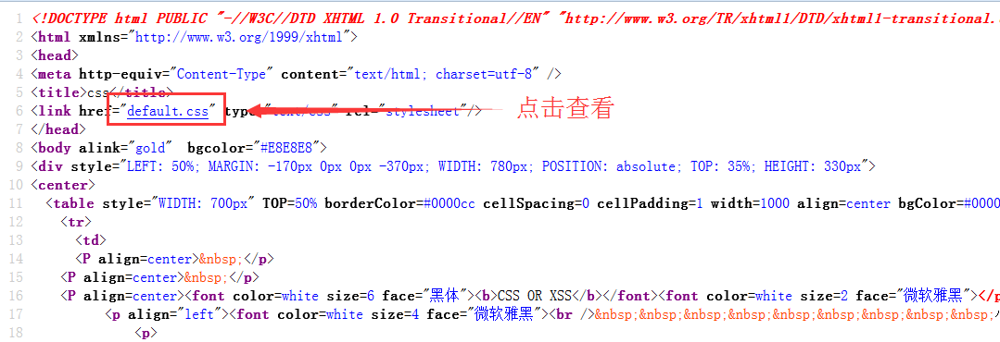 1 <!DOCTYPE html PUBLIC "-//W3C//DTD XHTML 1.0 Transitional//EN" "http://www.w3.org/TR/xhtml1/DTD/xhtml1-transitional.
2 <html xmlns="http://www.w3.org/1999/xhtml">
3 <head>
4 <meta http-equiv="Content-Type" content="text/html; charset=utf-8" />
5 <title>css</title>
6 <link href="default.css" type="text/css" rel="stylesheet"/> 点击查看
7 </head>
8 <body alink="gold"  bgcolor="#E8E8E8">
9 <div style="LEFT: 50%; MARGIN: -170px 0px 0px -370px; WIDTH: 780px; POSITION: absolute; TOP: 35%; HEIGHT: 330px">
10 <center>
11 <table style="WIDTH: 700px" TOP=50% borderColor=#0000cc cellSpacing=0 cellPadding=1 width=1000 align=center bgColor=#0000
12 <tr>
13 <td>
14 <P align=center>&nbsp;</p>
15 <P align=center>&nbsp;</p>
16 <P align=center><font color=white size=6 face="黑体"><b>CSS OR XSS</b></font><font color=white size=2 face="微软雅黑"></p
17 <p align="left"><font color=white size=4 face="微软雅黑"><br />&nbsp;&nbsp;&nbsp;&nbsp;&nbsp;&nbsp;&nbsp;&nbsp;
18 <p>